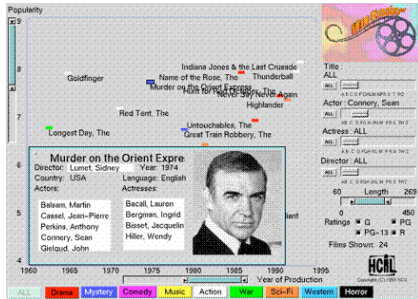 Popularity
9
8
7
6
5
4
Goldfinger
Indiana Jones & the Last Crusade
Name of the Rose, The
Thunderball
Murder on the Orient Express
Never Say Never Again
Highlander
Red Tent, The
Longest Day, The
Untouchables, The
Great Train Robbery, The
Murder on the Orient Expre
Director: Lumet, Sidney Year: 1974
Country: USA Language: English
Actors: Actresses:
Balsam, Martin
Cassel, Jean-Pierre
Perkins, Anthony
Connery, Sean
Gielgud, John
Bacall, Lauren
Bergman, Ingrid
Bisset, Jacquelin
Hiller, Wendy
1960 1965 1970 1975 1980 1985 1990 1995
Year of Production
ALL Drama Mystery Comedy Music Action War Sci-Fi Western Horror
Title :
ALL
Actor : Connery, Sean
ALL
Actress : ALL
ALL
Director : ALL
ALL
60 Length 269
0 450
Ratings G PG
PG-13 R
Films Shown: 24
HCIL